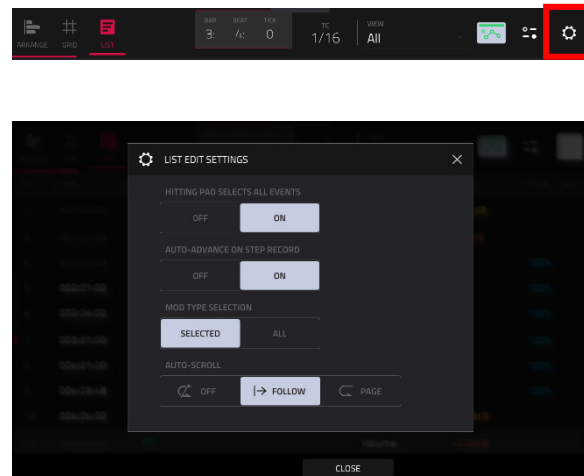 BAR BEAT TICK
3: 4: 0
TC
1/16
VIEW
All
ARRANGE GRID LIST
LIST EDIT SETTINGS
HITTING PAD SELECTS ALL EVENTS
OFF ON
AUTO-ADVANCE ON STEP RECORD
OFF ON
MOD TYPE SELECTION
SELECTED ALL
AUTO-SCROLL
OFF FOLLOW PAGE
Volume
CLOSE